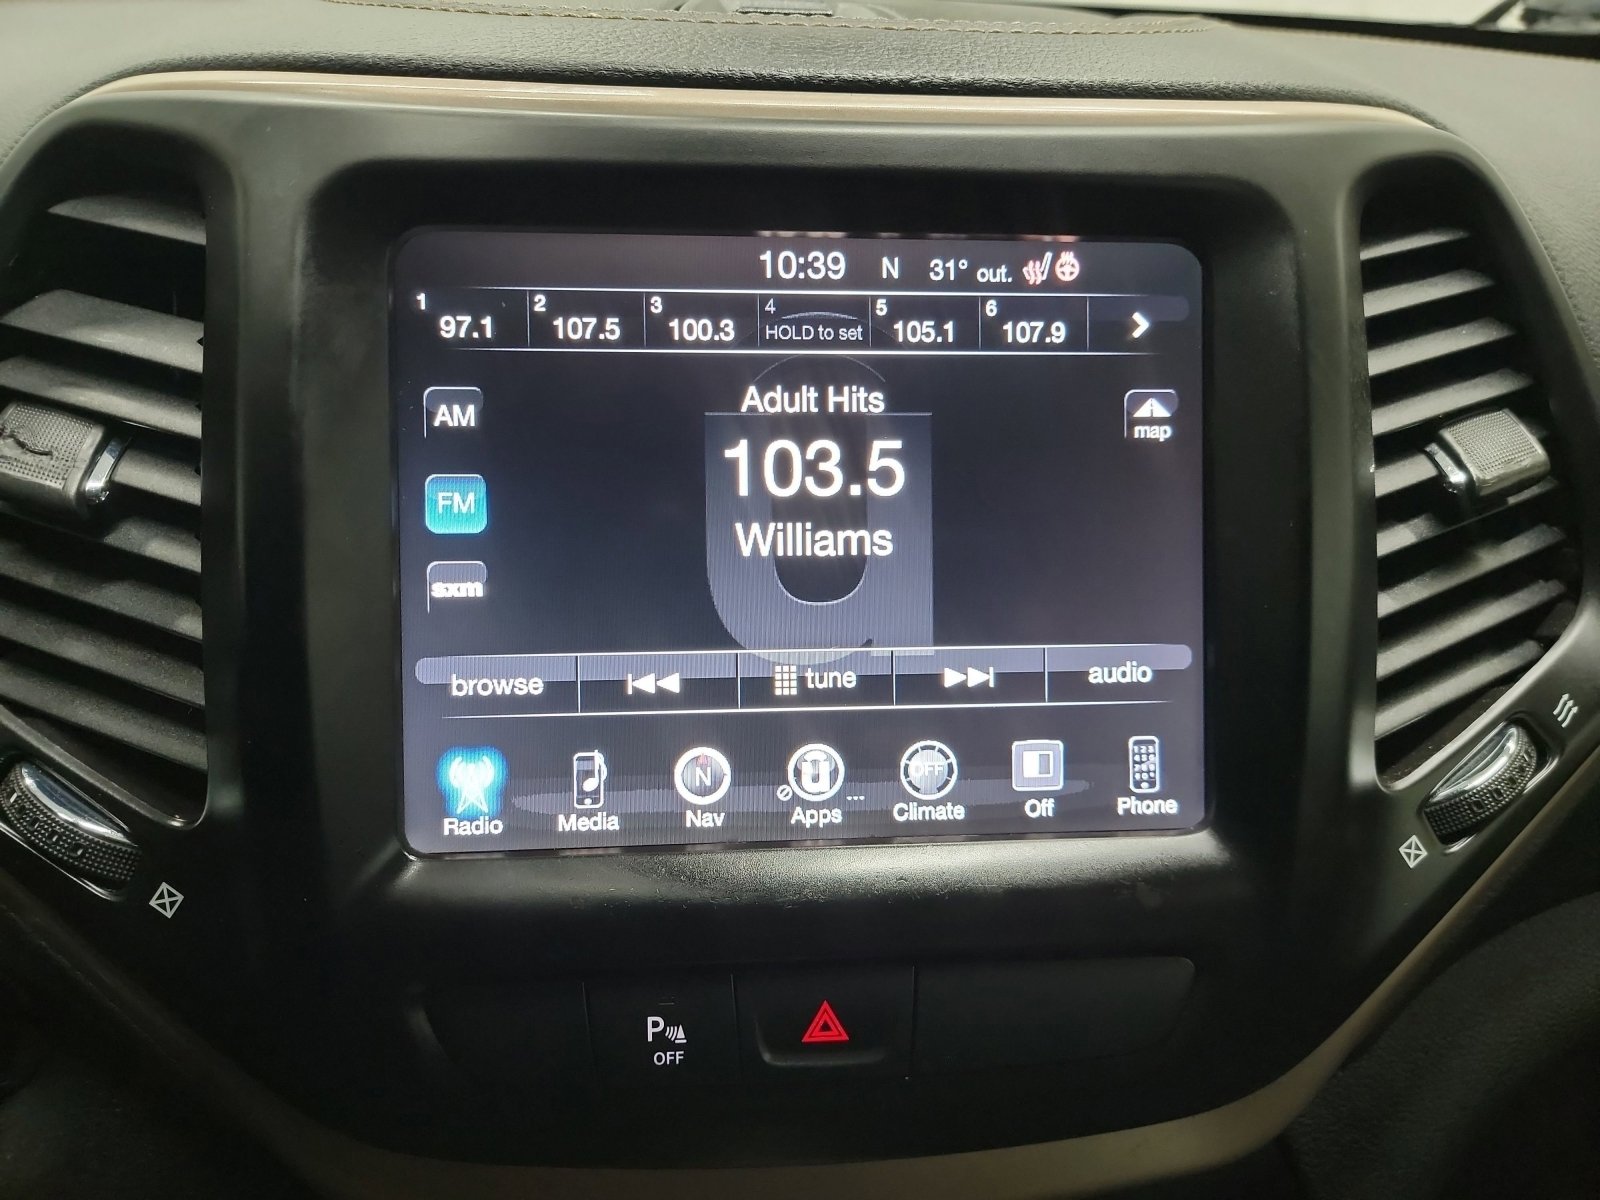 10:39 N 31° out.
1 97.1 2 107.5 3 100.3 4 HOLD to set 5 105.1 6 107.9
AM
FM
sxm
Adult Hits
103.5
Williams
map
browse tune audio
Radio Media N Nav U Apps ... OFF Climate Off Phone
P
OFF